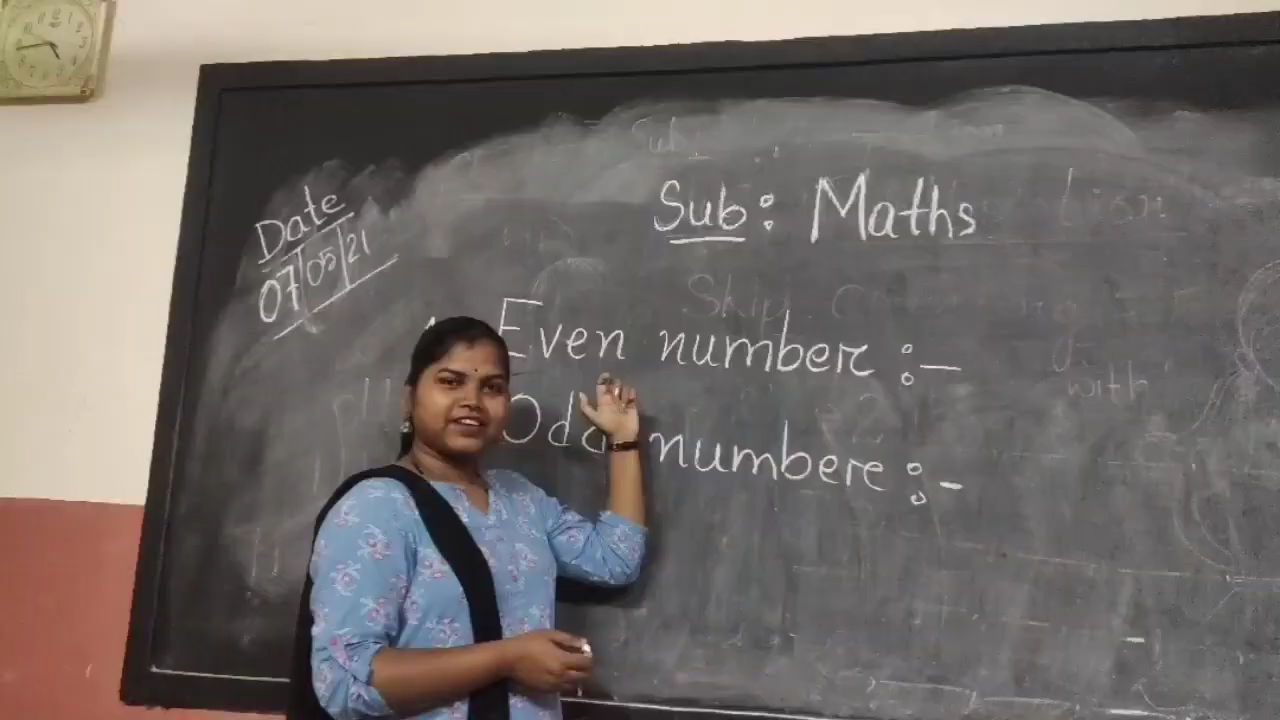 Date
07/05/21
Sub: Maths
Even number :-
Odd numbere :-